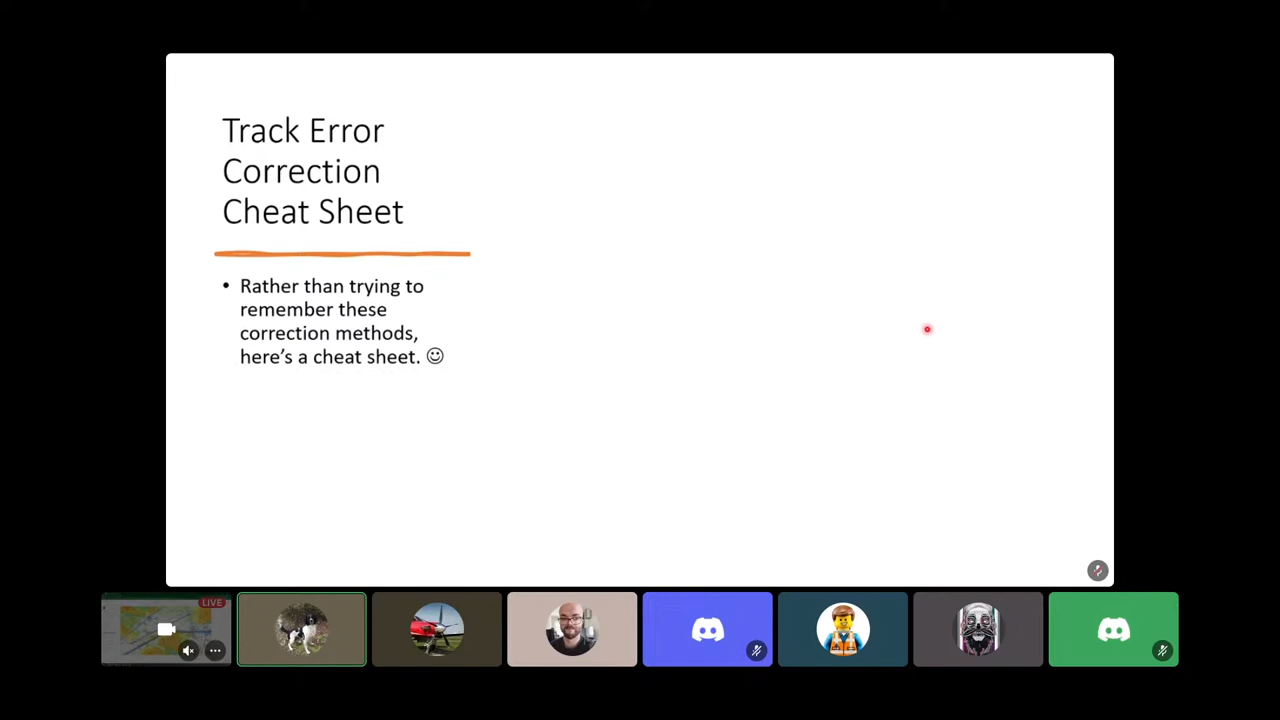 Track Error
Correction
Cheat Sheet
• Rather than trying to
remember these
correction methods,
here’s a cheat sheet. ☺
LIVE